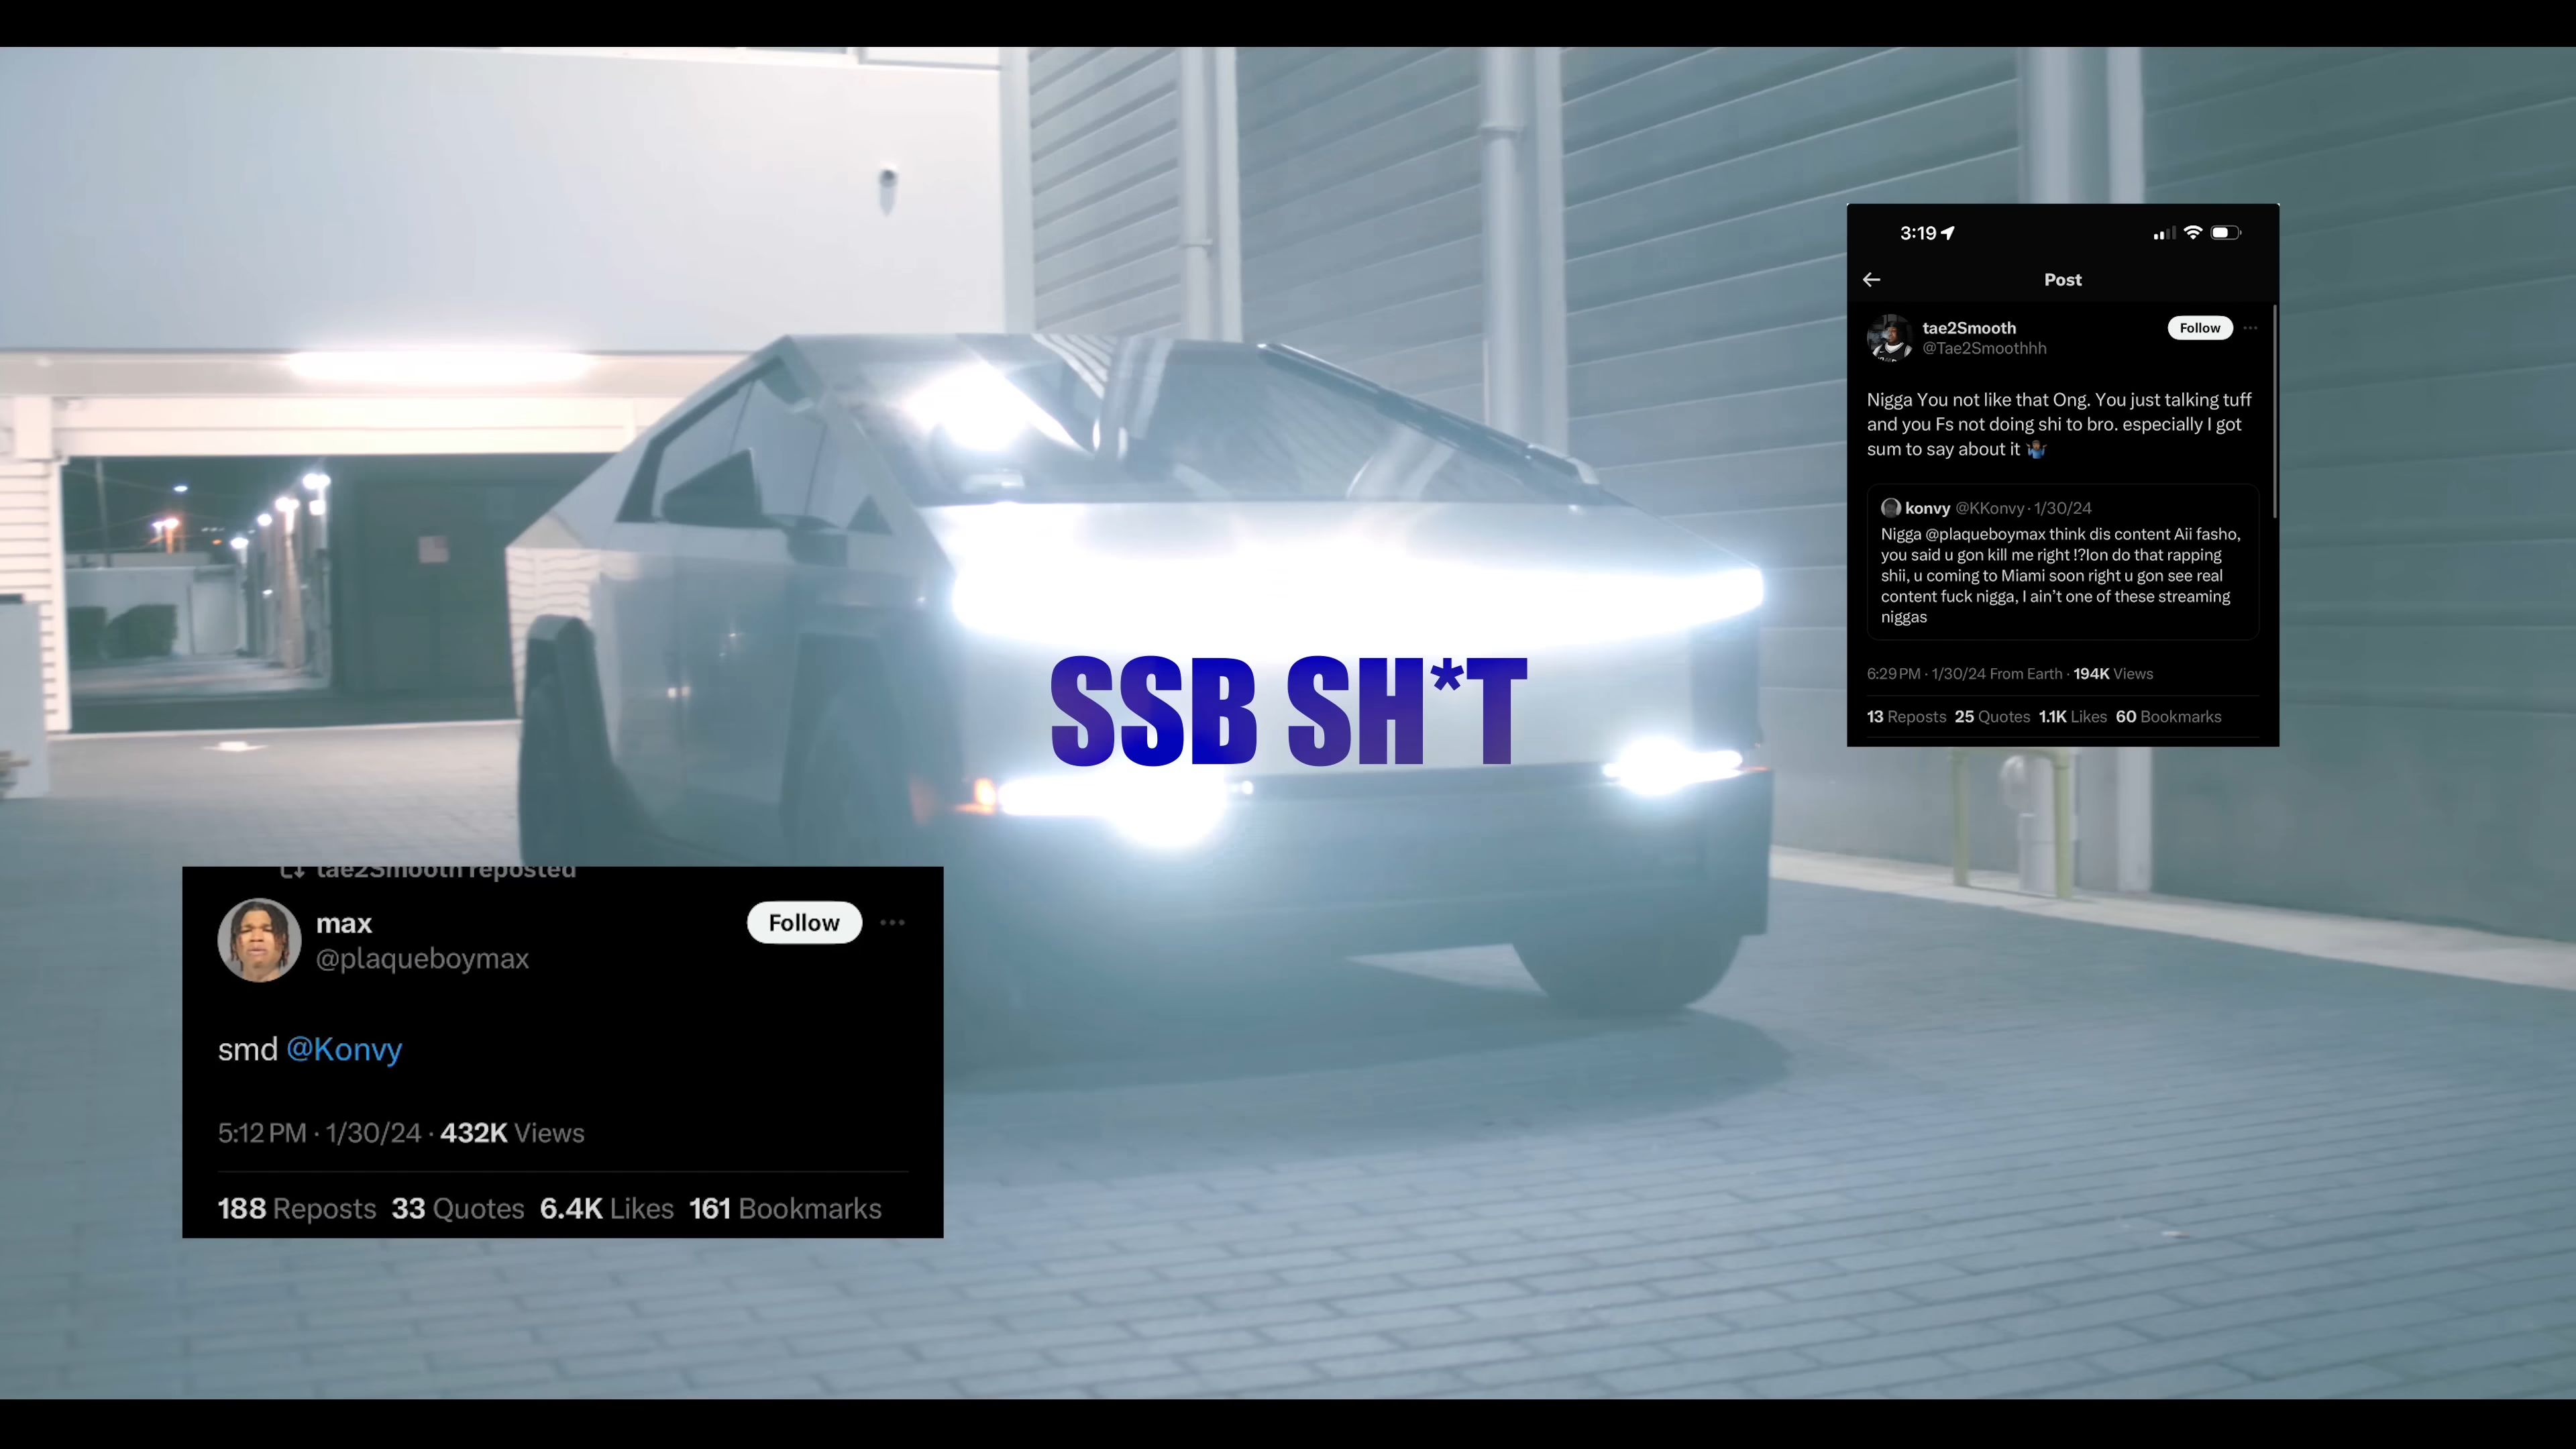 3:19
Post
tae2Smooth
@Tae2Smoothhh
Follow
Nigga You not like that Ong. You just talking tuff
and you Fs not doing shi to bro. especially I got
sum to say about it 🤷🏾‍♂️
konvy @KKonvy · 1/30/24
Nigga @plaqueboymax think dis content Aii fasho,
you said u gon kill me right !?Ion do that rapping
shii, u coming to Miami soon right u gon see real
content fuck nigga, I ain't one of these streaming
niggas
6:29 PM · 1/30/24 From Earth · 194K Views
13 Reposts 25 Quotes 1.1K Likes 60 Bookmarks
SSB SH*T
tae2Smooth reposted
max
@plaqueboymax
Follow
smd @Konvy
5:12 PM · 1/30/24 · 432K Views
188 Reposts 33 Quotes 6.4K Likes 161 Bookmarks